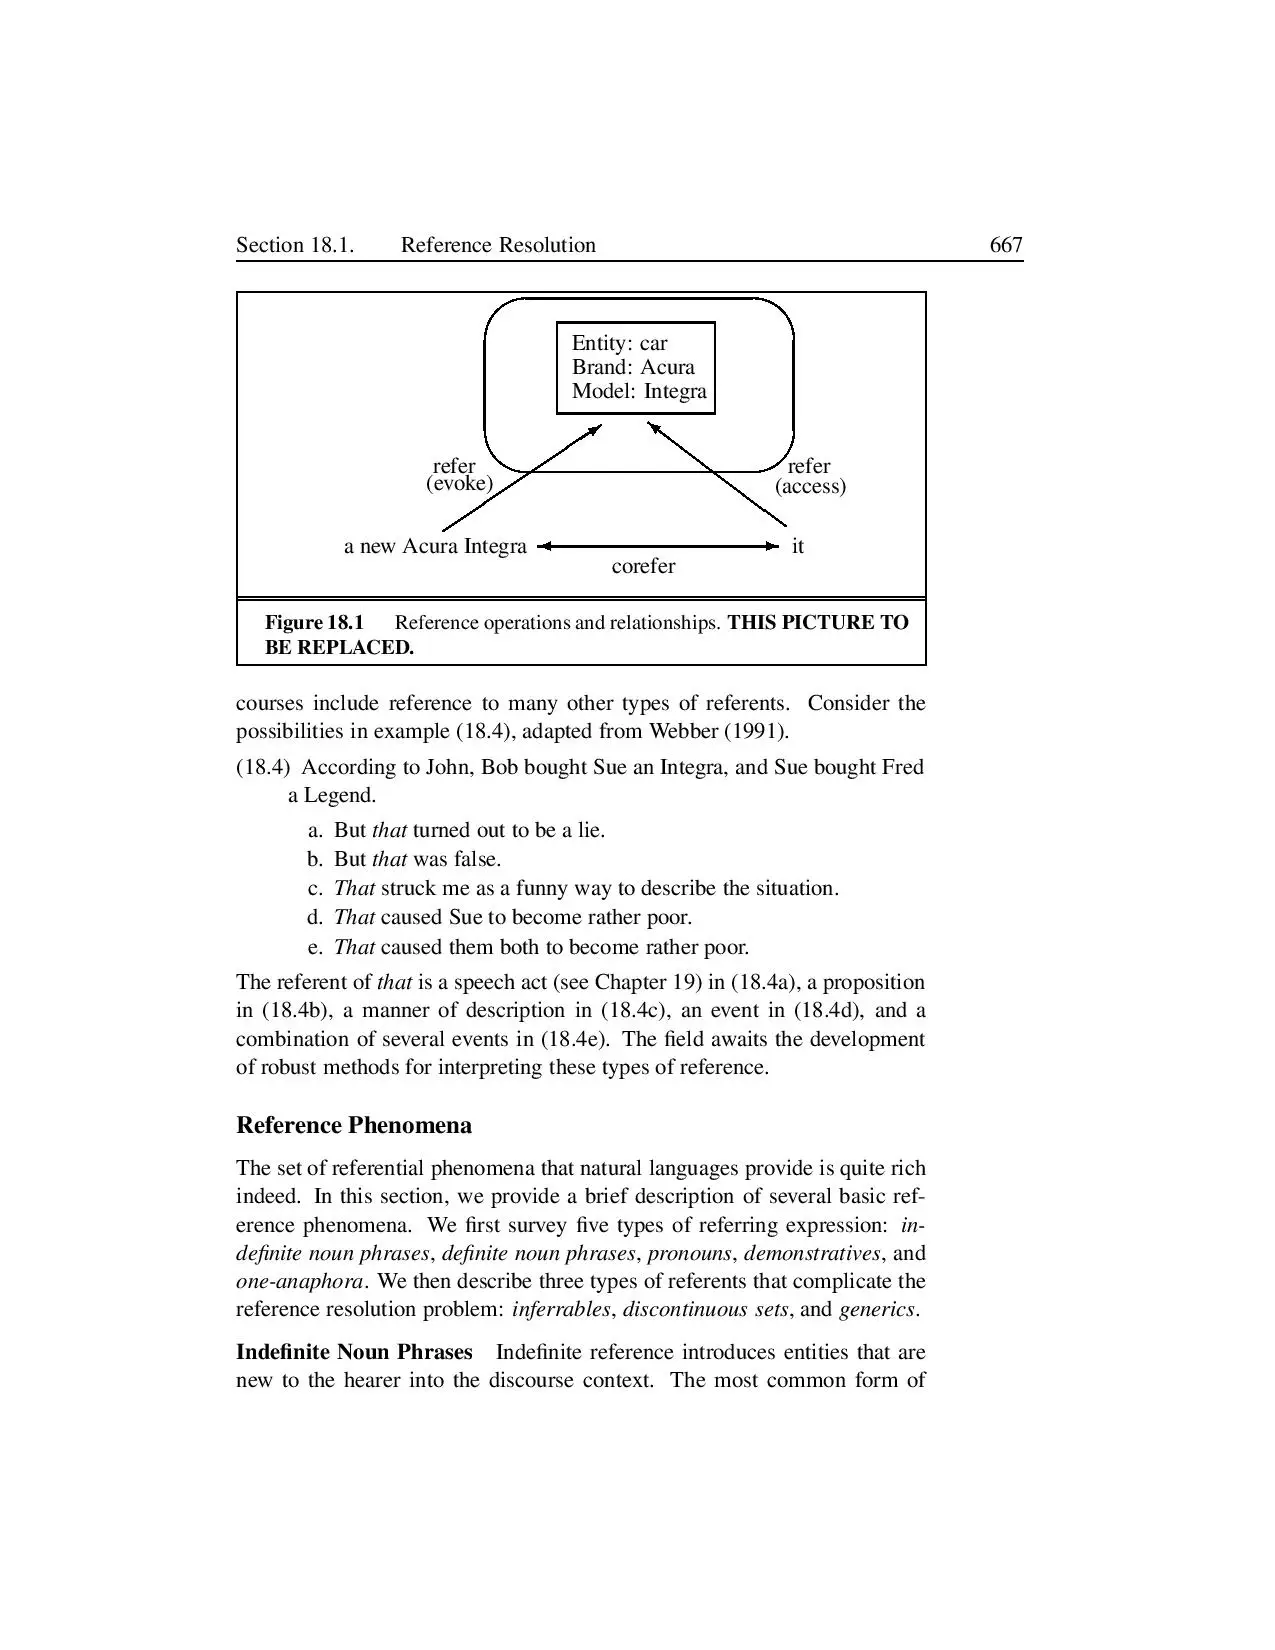 Section 18.1. Reference Resolution 667
Entity: car
Brand: Acura
Model: Integra
refer
(evoke)
refer
(access)
a new Acura Integra
it
corefer
Figure 18.1 Reference operations and relationships. THIS PICTURE TO
BE REPLACED.
courses include reference to many other types of referents. Consider the
possibilities in example (18.4), adapted from Webber (1991).
(18.4) According to John, Bob bought Sue an Integra, and Sue bought Fred
a Legend.
a. But that turned out to be a lie.
b. But that was false.
c. That struck me as a funny way to describe the situation.
d. That caused Sue to become rather poor.
e. That caused them both to become rather poor.
The referent of that is a speech act (see Chapter 19) in (18.4a), a proposition
in (18.4b), a manner of description in (18.4c), an event in (18.4d), and a
combination of several events in (18.4e). The field awaits the development
of robust methods for interpreting these types of reference.
Reference Phenomena
The set of referential phenomena that natural languages provide is quite rich
indeed. In this section, we provide a brief description of several basic ref-
erence phenomena. We first survey five types of referring expression: in-
definite noun phrases, definite noun phrases, pronouns, demonstratives, and
one-anaphora. We then describe three types of referents that complicate the
reference resolution problem: inferrables, discontinuous sets, and generics.
Indefinite Noun Phrases Indefinite reference introduces entities that are
new to the hearer into the discourse context. The most common form of